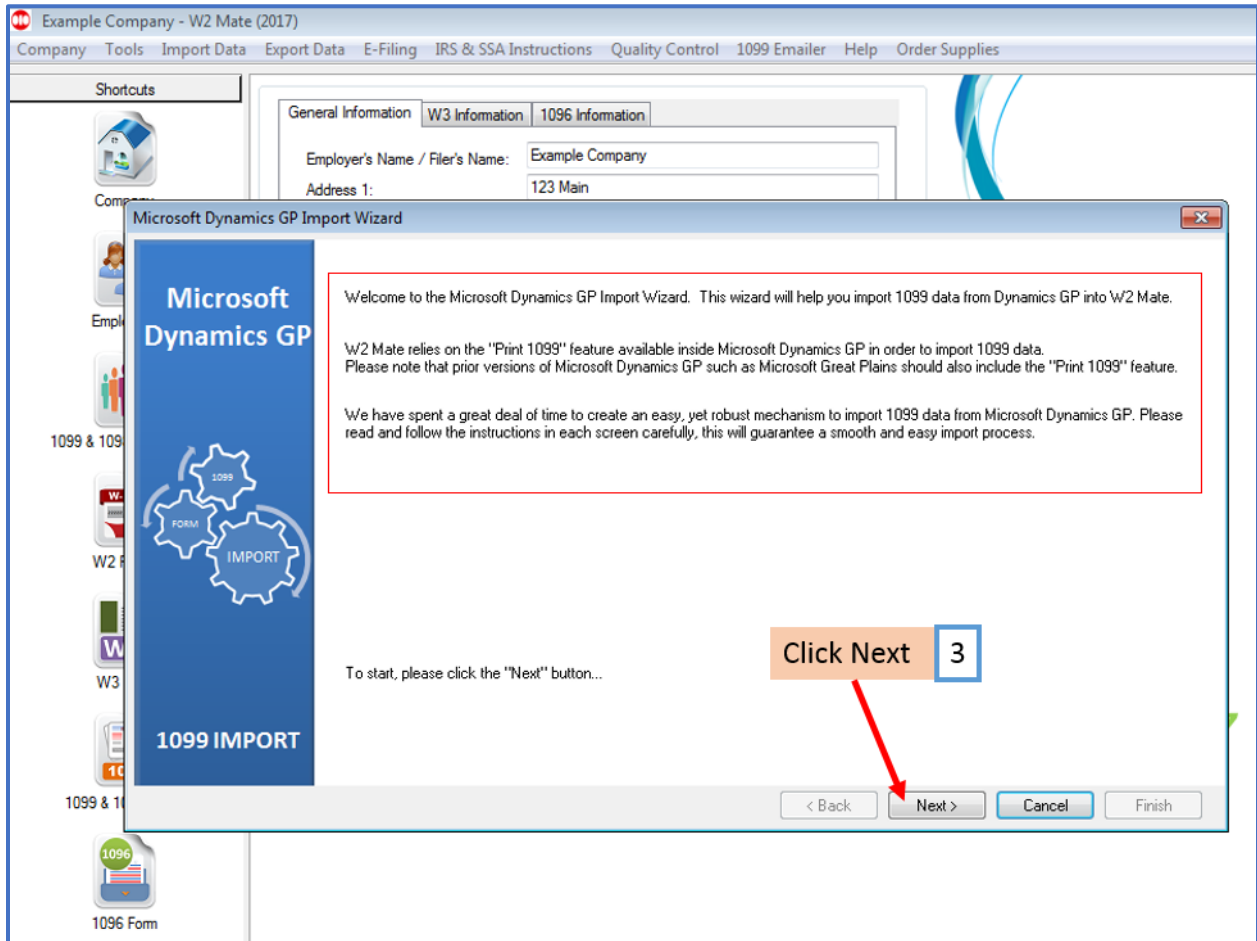 Example Company - W2 Mate (2017)
Company Tools Import Data Export Data E-Filing IRS & SSA Instructions Quality Control 1099 Emailer Help Order Supplies
Shortcuts
General Information W3 Information 1096 Information
Employer's Name / Filer's Name: Example Company
Address 1: 123 Main
Microsoft Dynamics GP Import Wizard
Microsoft
Dynamics GP
Welcome to the Microsoft Dynamics GP Import Wizard. This wizard will help you import 1099 data from Dynamics GP into W2 Mate.
W2 Mate relies on the "Print 1099" feature available inside Microsoft Dynamics GP in order to import 1099 data.
Please note that prior versions of Microsoft Dynamics GP such as Microsoft Great Plains should also include the "Print 1099" feature.
We have spent a great deal of time to create an easy, yet robust mechanism to import 1099 data from Microsoft Dynamics GP. Please
read and follow the instructions in each screen carefully, this will guarantee a smooth and easy import process.
1099
FORM
IMPORT
To start, please click the "Next" button...
Click Next 3
1099 IMPORT
< Back Next > Cancel Finish
1099 & 109
W2
W3
1099 & 1
1096
1096 Form